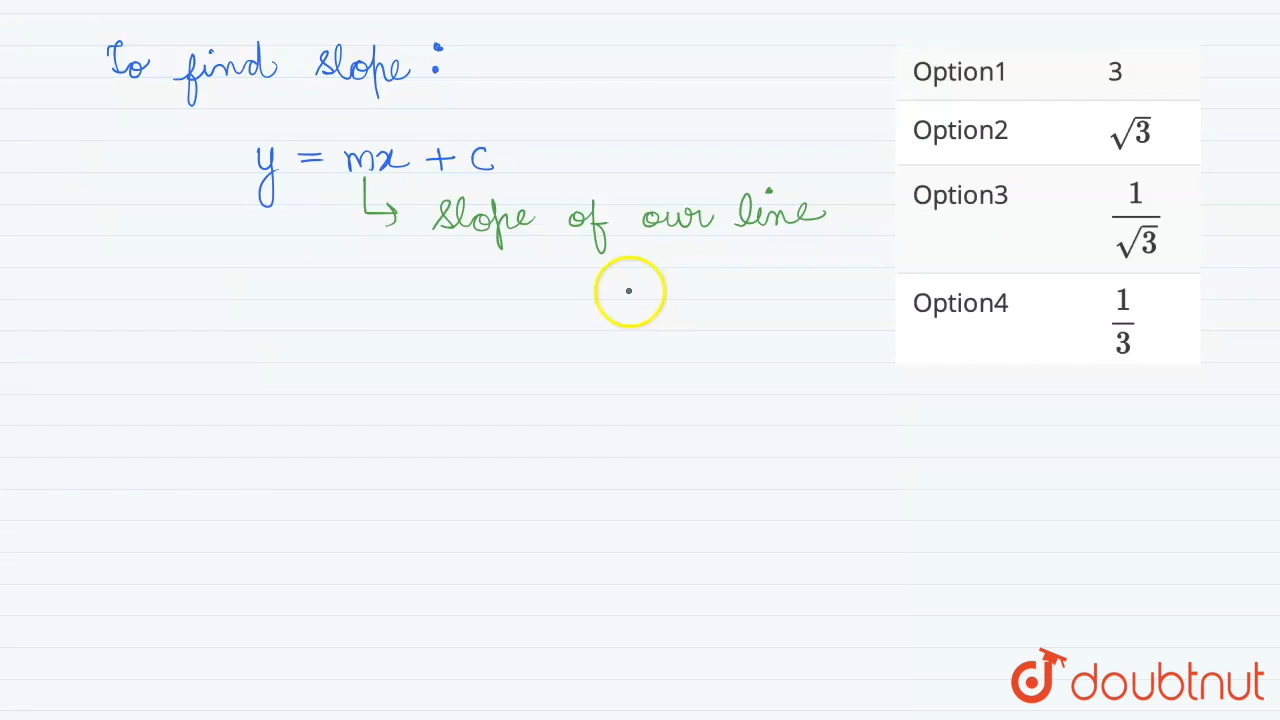 To find slope :
y = mx + c
↳ slope of our line
Option1 3
Option2 √3
Option3 1/√3
Option4 1/3
doubtnut